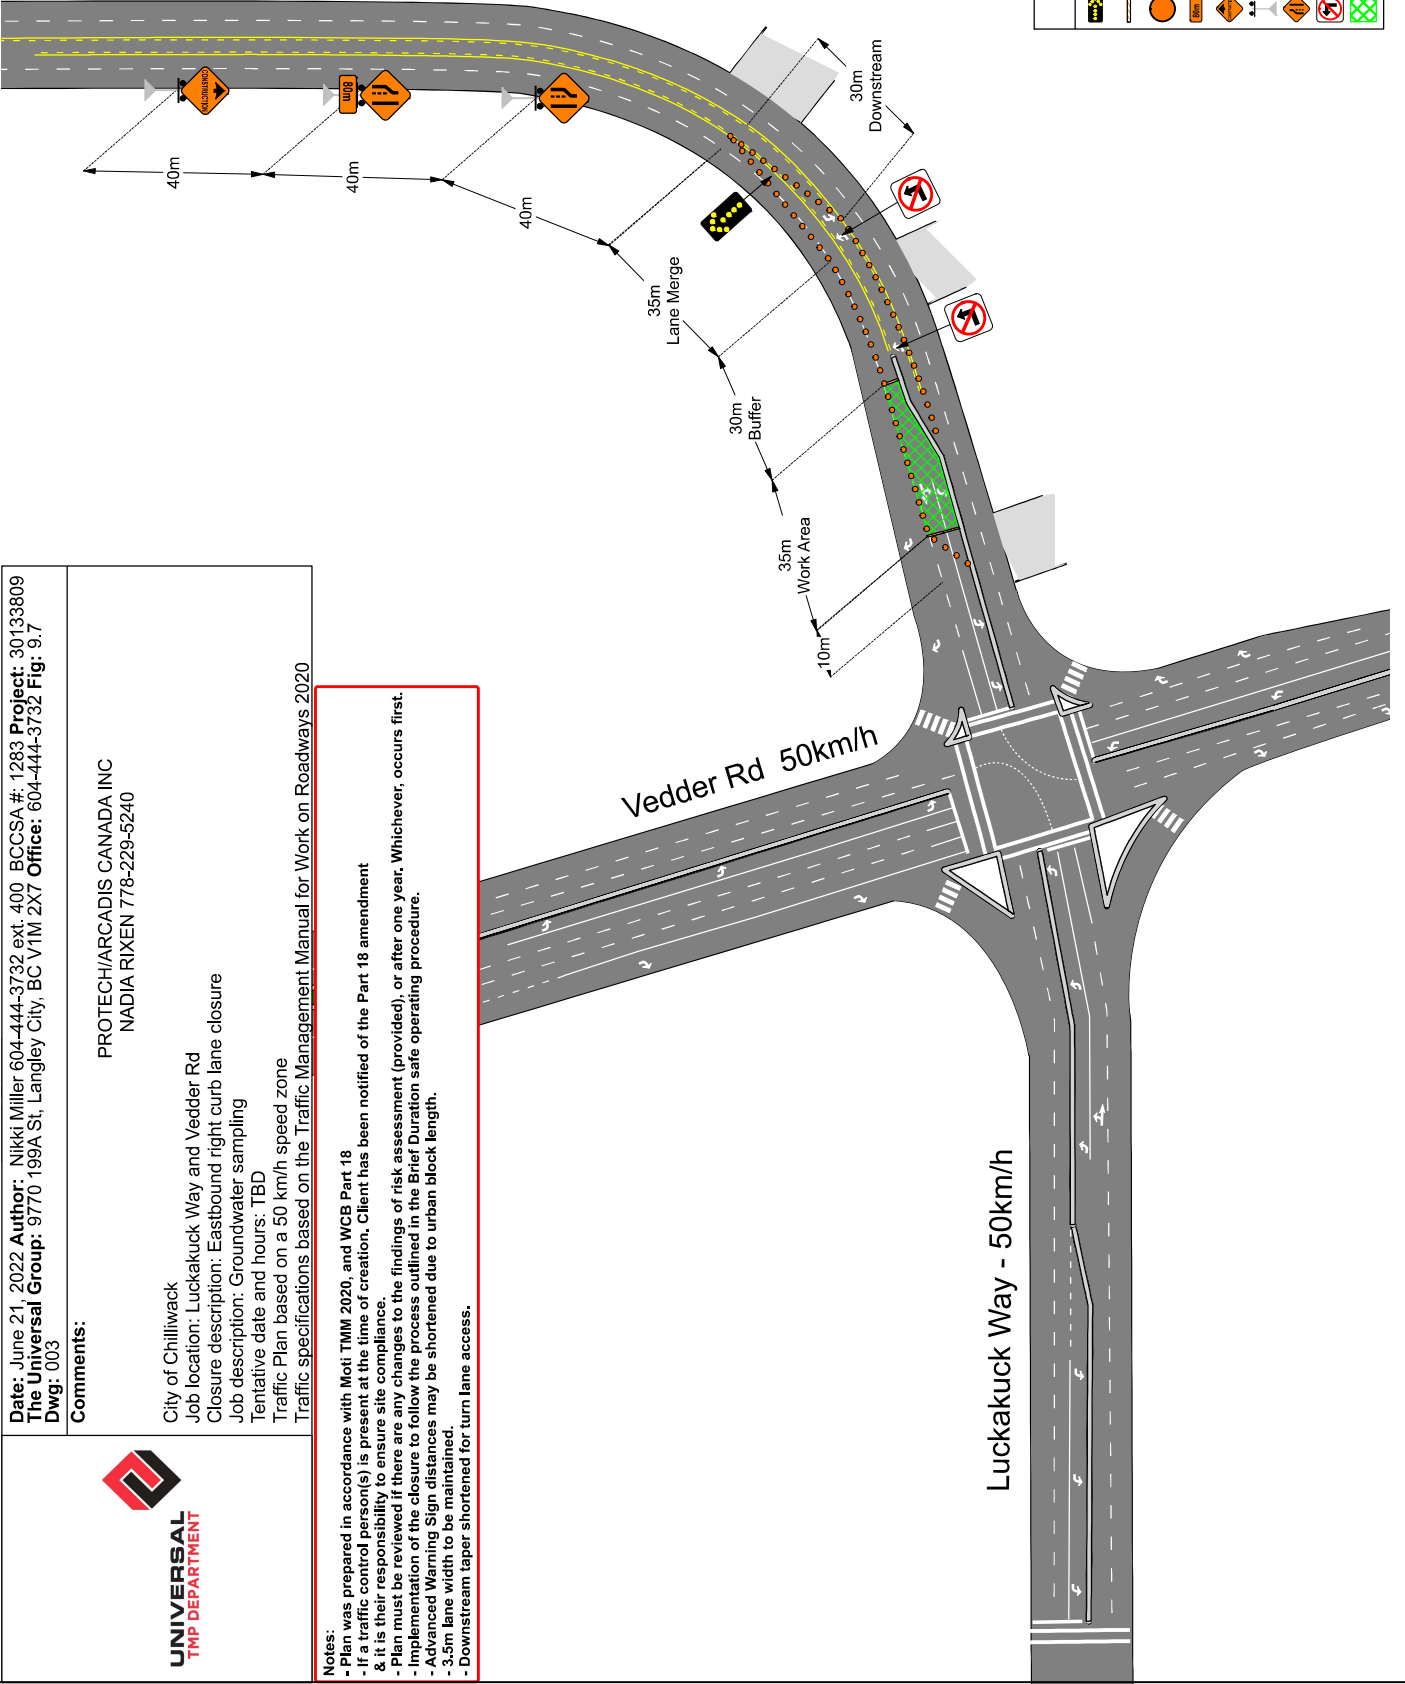 Date: June 21, 2022 Author: Nikki Miller 604-444-3732 ext. 400 BCCSA #: 1283 Project: 30133809
The Universal Group: 9770 199A St, Langley City, BC V1M 2X7 Office: 604-444-3732 Fig: 9.7
Dwg: 003
Comments:
PROTECH/ARCADIS CANADA INC
NADIA RIXEN 778-229-5240
City of Chilliwack
Job location: Luckakuck Way and Vedder Rd
Closure description: Eastbound right curb lane closure
Job description: Groundwater sampling
Tentative date and hours: TBD
Traffic Plan based on a 50 km/h speed zone
Traffic specifications based on the Traffic Management Manual for Work on Roadways 2020
UNIVERSAL
TMP DEPARTMENT
Notes:
- Plan was prepared in accordance with Moti TMM 2020, and WCB Part 18
- If a traffic control person(s) is present at the time of creation, Client has been notified of the Part 18 amendment
& it is their responsibility to ensure site compliance.
- Plan must be reviewed if there are any changes to the findings of risk assessment (provided), or after one year, Whichever, occurs first.
- Implementation of the closure to follow the process outlined in the Brief Duration safe operating procedure.
- Advanced Warning Sign distances may be shortened due to urban block length.
- 3.5m lane width to be maintained.
- Downstream taper shortened for turn lane access.
Vedder Rd 50km/h
Luckakuck Way - 50km/h
CONSTRUCTION
80m
40m
40m
40m
35m
Lane Merge
30m
Buffer
35m
Work Area
10m
30m
Downstream
80m
CONSTRUCTION